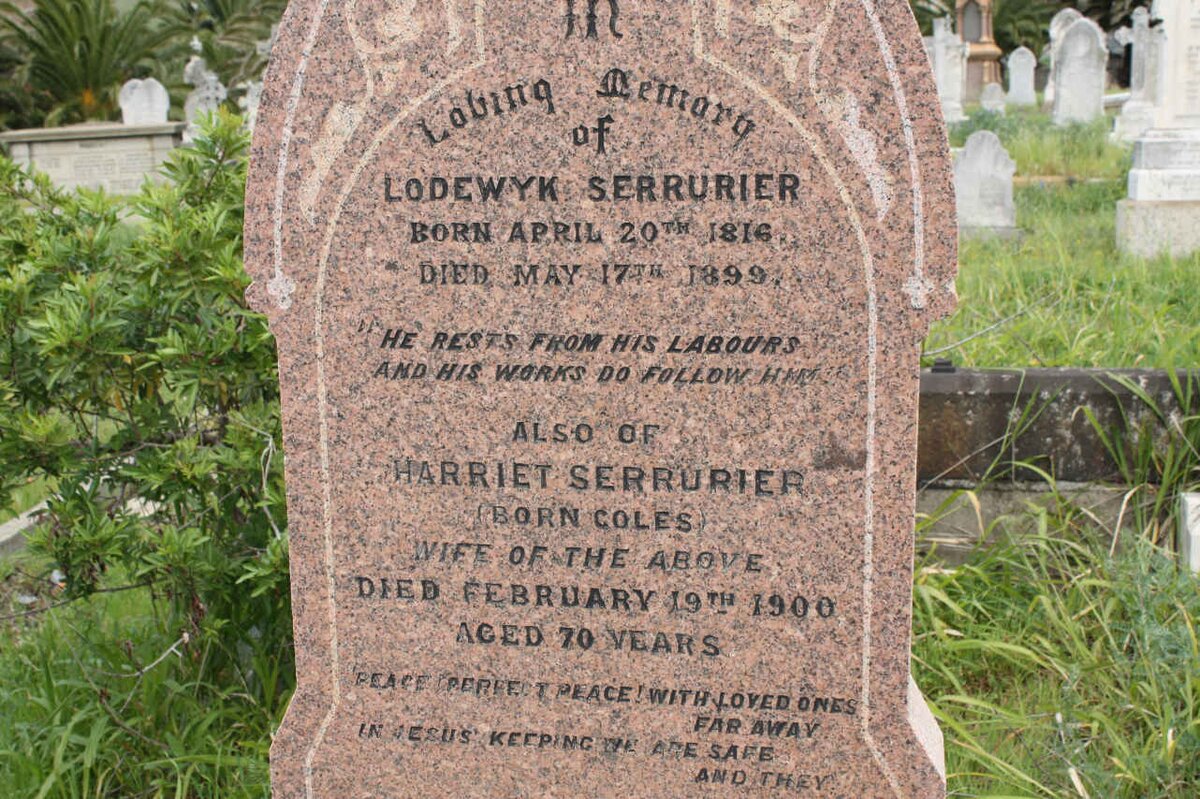 In
Loving Memory
of
LODEWYK SERRURIER
BORN APRIL 20TH 1816.
DIED MAY 17TH 1899.
"HE RESTS FROM HIS LABOURS
AND HIS WORKS DO FOLLOW HIM"
ALSO OF
HARRIET SERRURIER
(BORN COLES)
WIFE OF THE ABOVE,
DIED FEBRUARY 19TH 1900
AGED 70 YEARS
"PEACE! PERFECT PEACE! WITH LOVED ONES
FAR AWAY
IN JESUS' KEEPING WE ARE SAFE
AND THEY